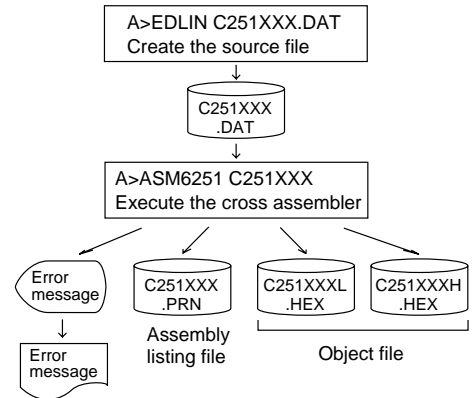 A>EDLIN C251XXX.DAT
Create the source file
C251XXX
.DAT
A>ASM6251 C251XXX
Execute the cross assembler
Error
message
C251XXX
.PRN
C251XXXL
.HEX
C251XXXH
.HEX
Error
message
Assembly
listing file
Object file